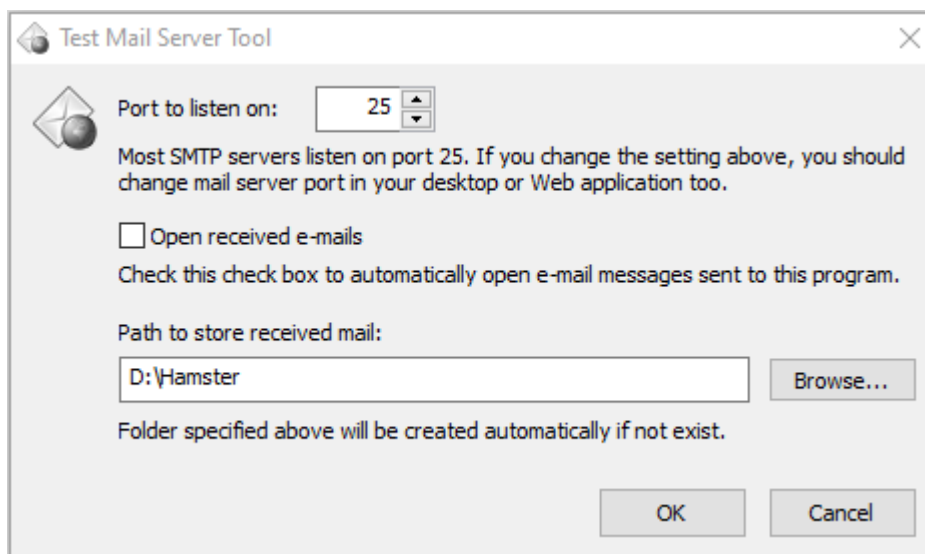 Test Mail Server Tool
Port to listen on: 25
Most SMTP servers listen on port 25. If you change the setting above, you should
change mail server port in your desktop or Web application too.
Open received e-mails
Check this check box to automatically open e-mail messages sent to this program.
Path to store received mail:
D:\Hamster Browse...
Folder specified above will be created automatically if not exist.
OK Cancel